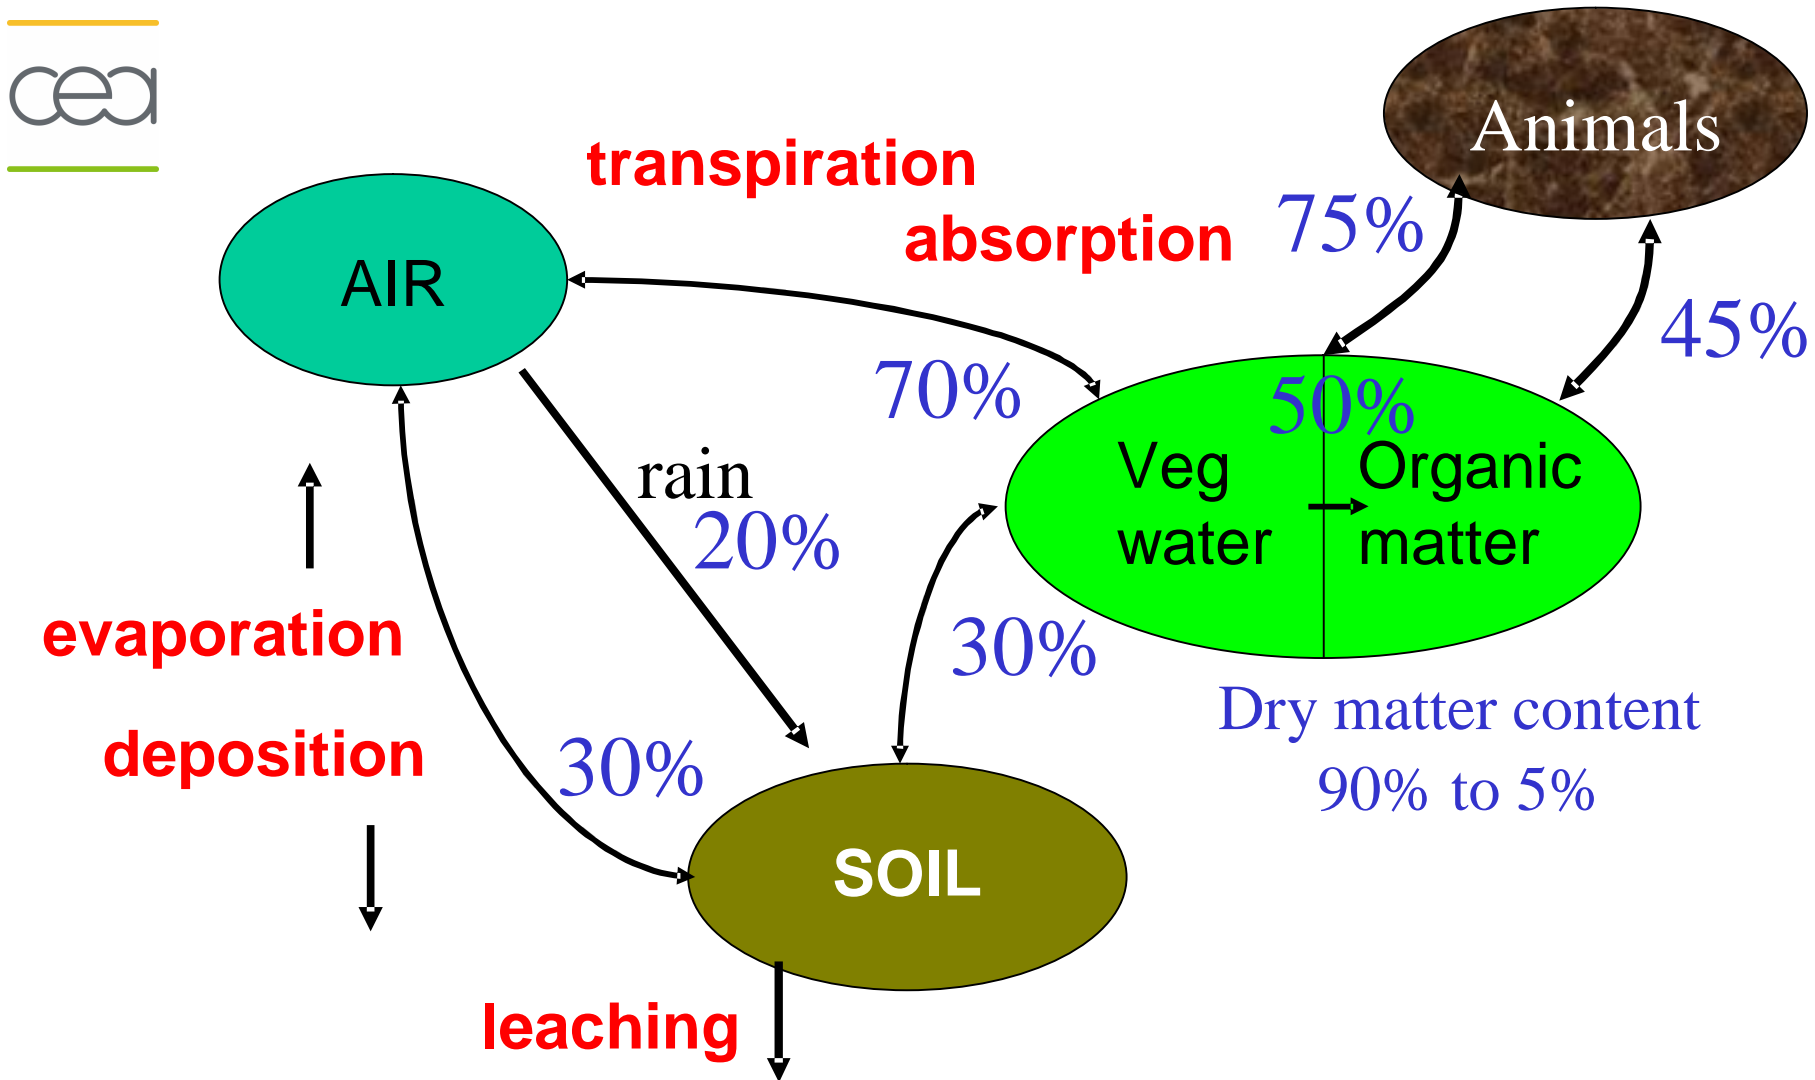 cea
Animals
transpiration
absorption
75%
AIR
45%
70%
50%
rain
20%
Veg
water
Organic
matter
evaporation
30%
Dry matter content
90% to 5%
deposition
30%
SOIL
leaching